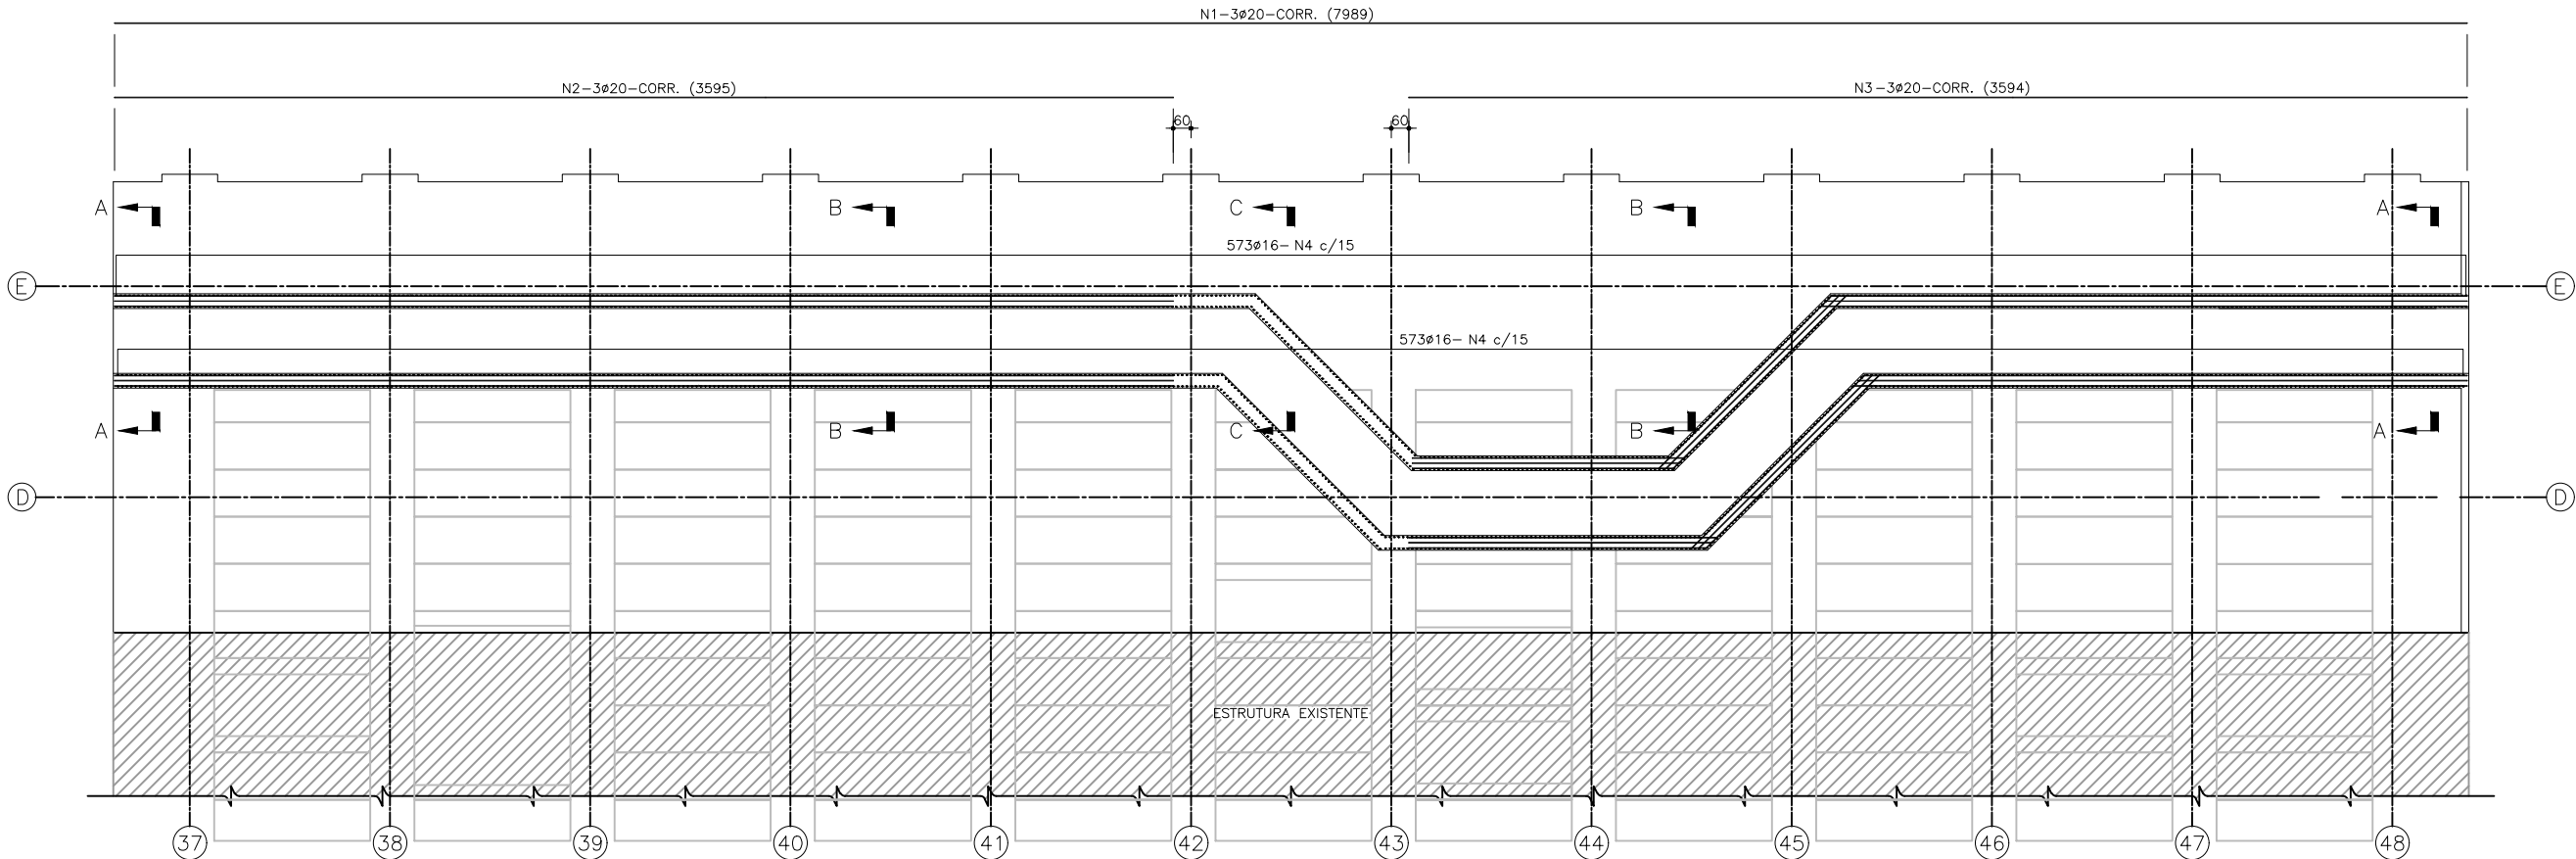 N1-3ø20-CORR. (7989)
N2-3ø20-CORR. (3595)
N3-3ø20-CORR. (3594)
60
60
A
B
C
B
A
573ø16- N4 c/15
E
E
573ø16- N4 c/15
A
B
C
B
A
D
D
ESTRUTURA EXISTENTE
37
38
39
40
41
42
43
44
45
46
47
48